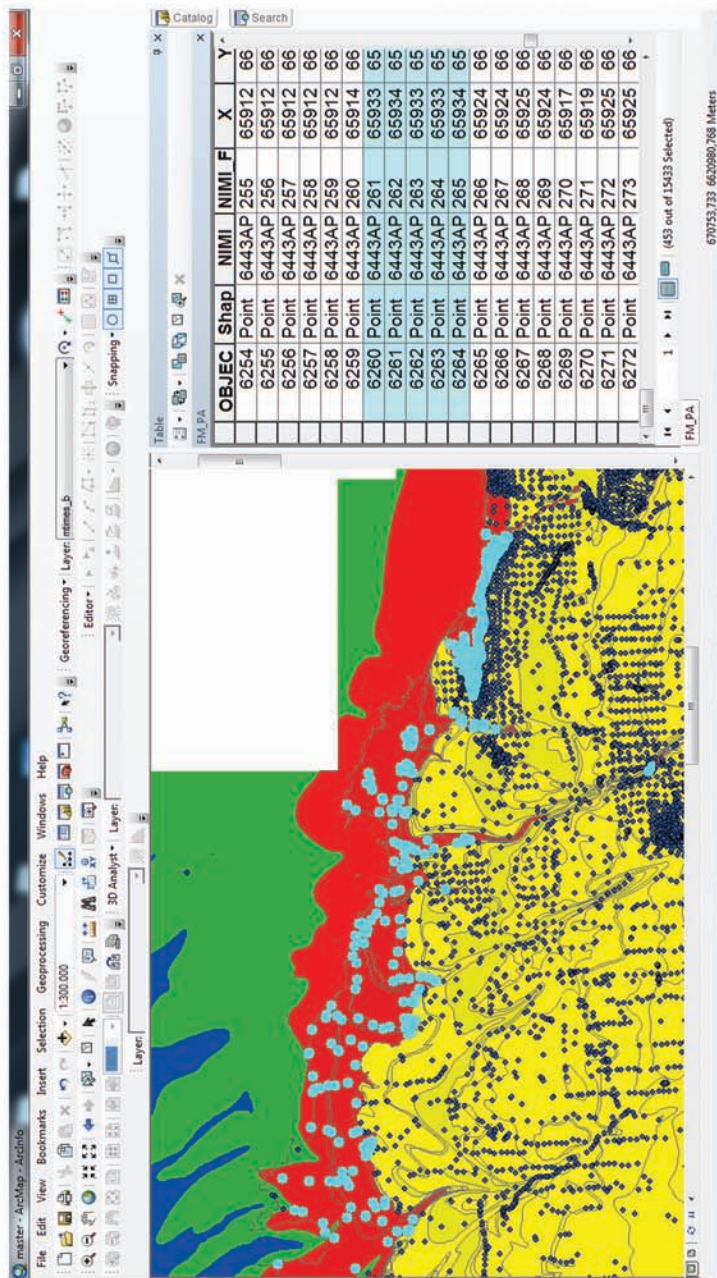 master - ArcMap - ArcInfo
File Edit View Bookmarks Insert Selection Geoprocessing Customize Windows Help
1:300.000
Georeferencing Layer: mtimes_b
Editor
3D Analyst Layer:
Snapping
Layer:
Table
FM_PA
OBJEC Shap NIMI NIMI_F X Y
6254 Point 6443AP 255 65912 66
6255 Point 6443AP 256 65912 66
6256 Point 6443AP 257 65912 66
6257 Point 6443AP 258 65912 66
6258 Point 6443AP 259 65912 66
6259 Point 6443AP 260 65914 66
6260 Point 6443AP 261 65933 65
6261 Point 6443AP 262 65934 65
6262 Point 6443AP 263 65933 65
6263 Point 6443AP 264 65933 65
6264 Point 6443AP 265 65934 65
6265 Point 6443AP 266 65924 66
6266 Point 6443AP 267 65924 66
6267 Point 6443AP 268 65925 66
6268 Point 6443AP 269 65924 66
6269 Point 6443AP 270 65917 66
6270 Point 6443AP 271 65919 66
6271 Point 6443AP 272 65925 66
6272 Point 6443AP 273 65925 66
1
(453 out of 15433 Selected)
FM_PA
Catalog
Search
670753,733 6620980,768 Meters